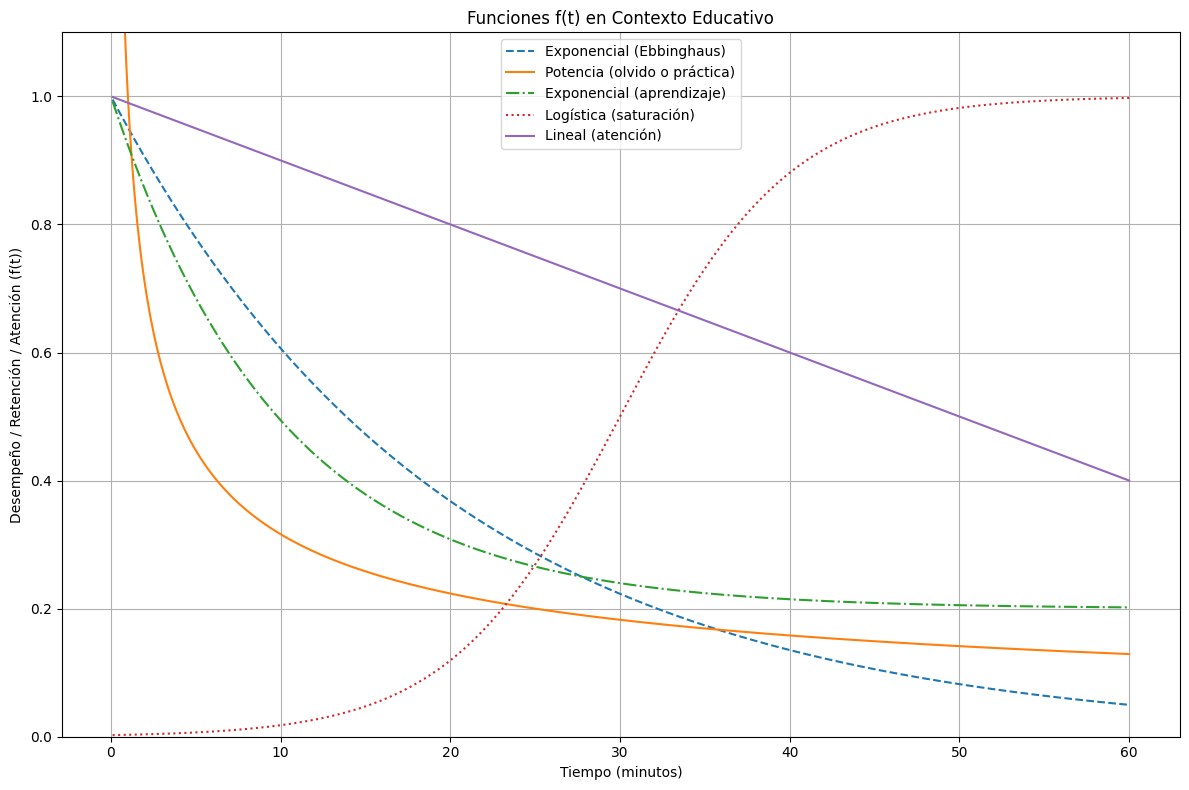 Funciones f(t) en Contexto Educativo
Exponencial (Ebbinghaus)
Potencia (olvido o práctica)
Exponencial (aprendizaje)
Logística (saturación)
Lineal (atención)
Desempeño / Retención / Atención (f(t))
1.0
0.8
0.6
0.4
0.2
0.0
0 10 20 30 40 50 60
Tiempo (minutos)